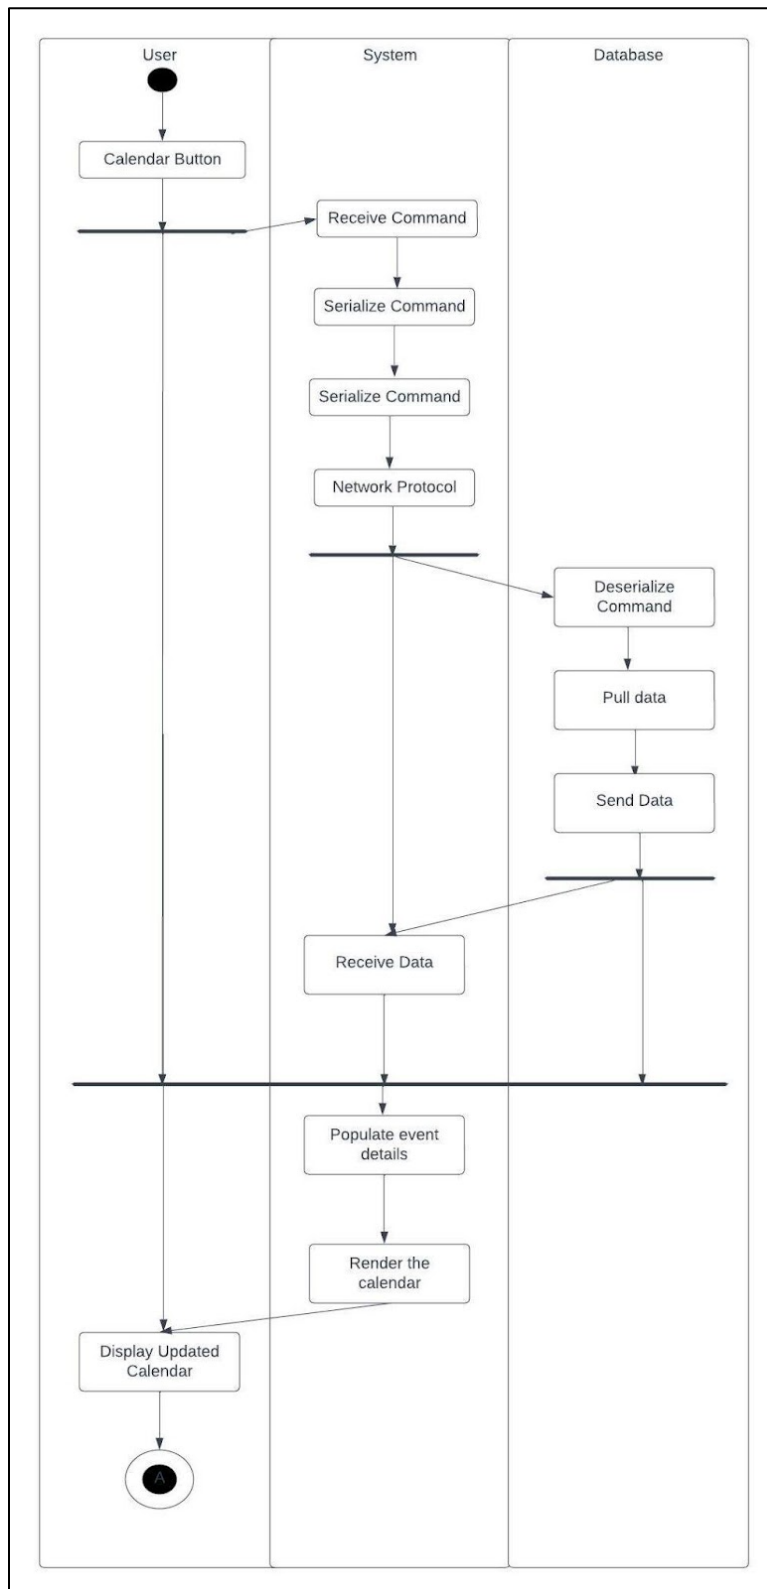 User
System
Database
Calendar Button
Receive Command
Serialize Command
Serialize Command
Network Protocol
Deserialize
Command
Pull data
Send Data
Receive Data
Populate event
details
Render the
calendar
Display Updated
Calendar
A